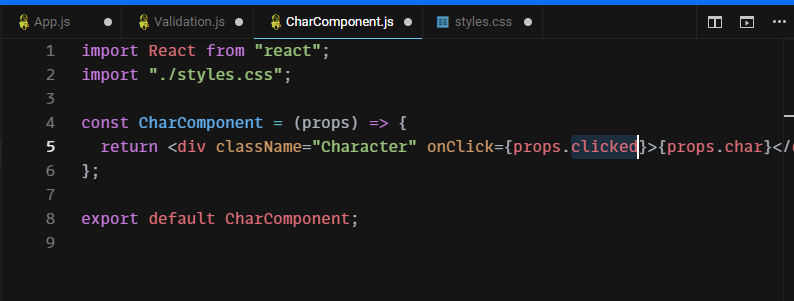 App.js Validation.js CharComponent.js styles.css
1 import React from "react";
2 import "./styles.css";
3
4 const CharComponent = (props) => {
5 return <div className="Character" onClick={props.clicked}>{props.char}</
6 };
7
8 export default CharComponent;
9